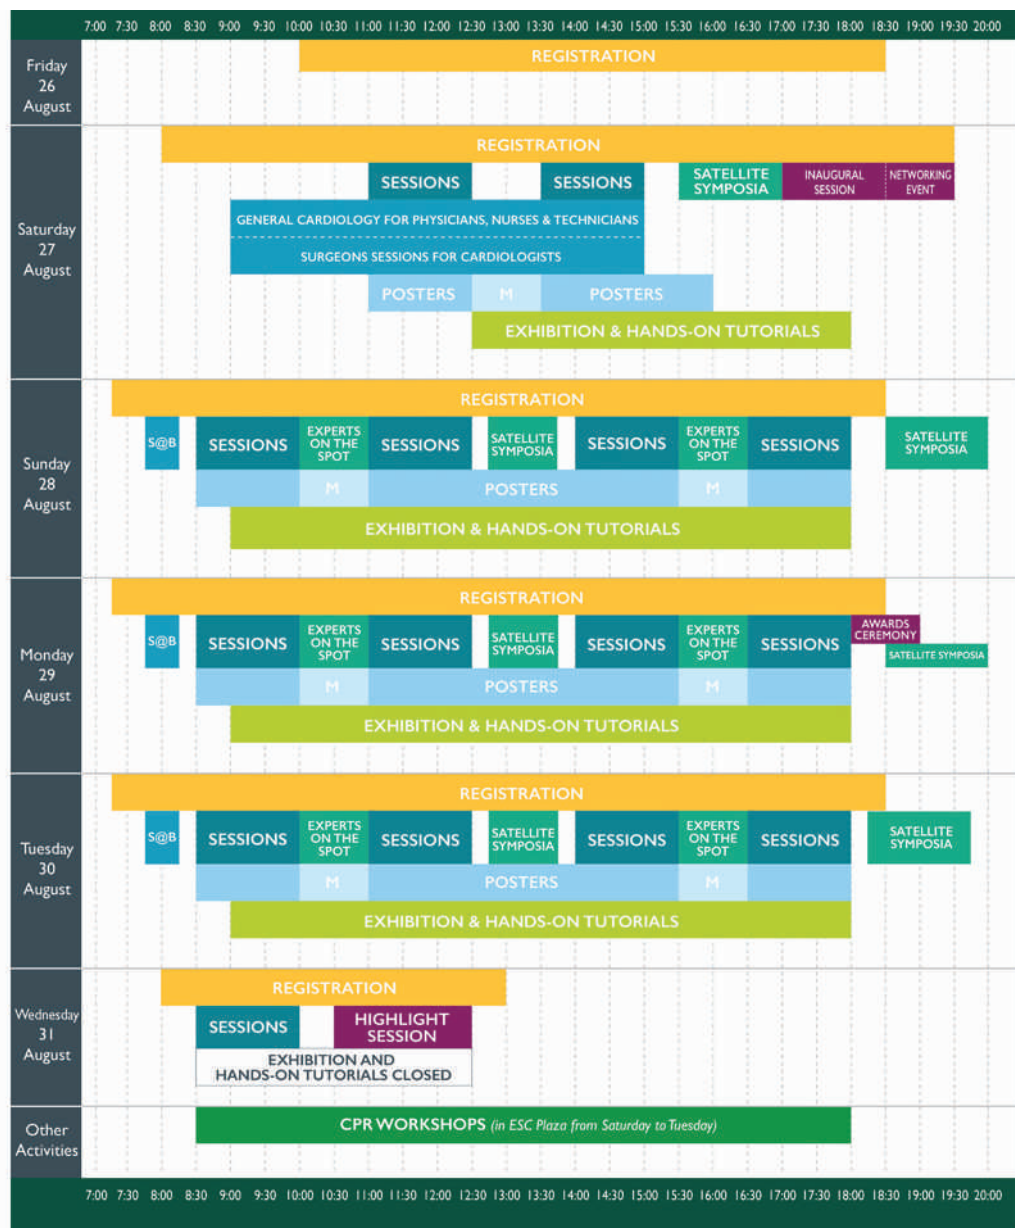 7:00 7:30 8:00 8:30 9:00 9:30 10:00 10:30 11:00 11:30 12:00 12:30 13:00 13:30 14:00 14:30 15:00 15:30 16:00 16:30 17:00 17:30 18:00 18:30 19:00 19:30 20:00
Friday
26
August
REGISTRATION
Saturday
27
August
REGISTRATION
SESSIONS
SESSIONS
SATELLITE
SYMPOSIA
INAUGURAL
SESSION
NETWORKING
EVENT
GENERAL CARDIOLOGY FOR PHYSICIANS, NURSES & TECHNICIANS
SURGEONS SESSIONS FOR CARDIOLOGISTS
POSTERS
M
POSTERS
EXHIBITION & HANDS-ON TUTORIALS
Sunday
28
August
REGISTRATION
S@B
SESSIONS
EXPERTS
ON THE
SPOT
SESSIONS
SATELLITE
SYMPOSIA
SESSIONS
EXPERTS
ON THE
SPOT
SESSIONS
SATELLITE
SYMPOSIA
M
POSTERS
M
EXHIBITION & HANDS-ON TUTORIALS
Monday
29
August
REGISTRATION
S@B
SESSIONS
EXPERTS
ON THE
SPOT
SESSIONS
SATELLITE
SYMPOSIA
SESSIONS
EXPERTS
ON THE
SPOT
SESSIONS
AWARDS
CEREMONY
SATELLITE SYMPOSIA
M
POSTERS
M
EXHIBITION & HANDS-ON TUTORIALS
Tuesday
30
August
REGISTRATION
S@B
SESSIONS
EXPERTS
ON THE
SPOT
SESSIONS
SATELLITE
SYMPOSIA
SESSIONS
EXPERTS
ON THE
SPOT
SESSIONS
SATELLITE
SYMPOSIA
M
POSTERS
M
EXHIBITION & HANDS-ON TUTORIALS
Wednesday
31
August
REGISTRATION
SESSIONS
HIGHLIGHT
SESSION
EXHIBITION AND
HANDS-ON TUTORIALS CLOSED
Other
Activities
CPR WORKSHOPS (in ESC Plaza from Saturday to Tuesday)
7:00 7:30 8:00 8:30 9:00 9:30 10:00 10:30 11:00 11:30 12:00 12:30 13:00 13:30 14:00 14:30 15:00 15:30 16:00 16:30 17:00 17:30 18:00 18:30 19:00 19:30 20:00